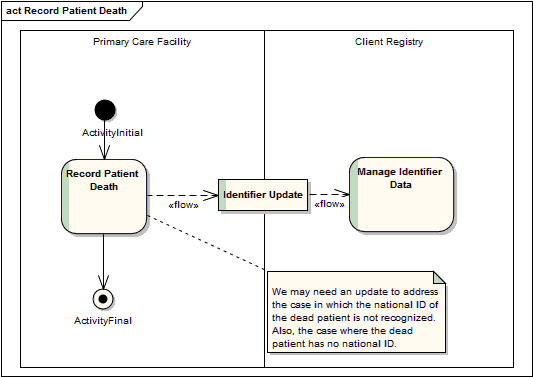 act Record Patient Death
Primary Care Facility
Client Registry
ActivityInitial
Record Patient
Death
«flow»
Identifier Update
«flow»
Manage Identifier
Data
ActivityFinal
We may need an update to address
the case in which the national ID of
the dead patient is not recognized.
Also, the case where the dead
patient has no national ID.